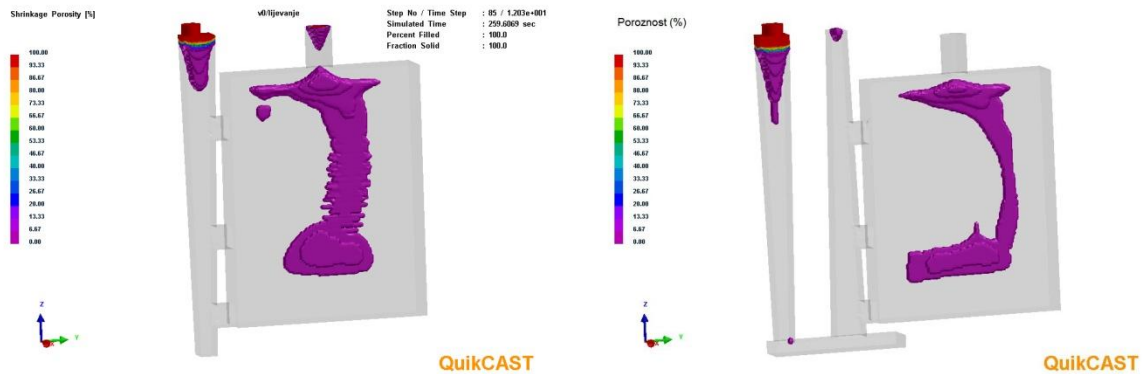 Shrinkage Porosity [%]
v0/lijevanje
Step No / Time Step : 85 / 1.203e+001
Simulated Time : 259.6069 sec
Percent Filled : 100.0
Fraction Solid : 100.0
100.00
93.33
86.67
80.00
73.33
66.67
60.00
53.33
46.67
40.00
33.33
26.67
20.00
13.33
6.67
0.00
Z
Y
X
QuikCAST
Poroznost (%)
100.00
93.33
86.67
80.00
73.33
66.67
60.00
53.33
46.67
40.00
33.33
26.67
20.00
13.33
6.67
0.00
Z
Y
X
QuikCAST